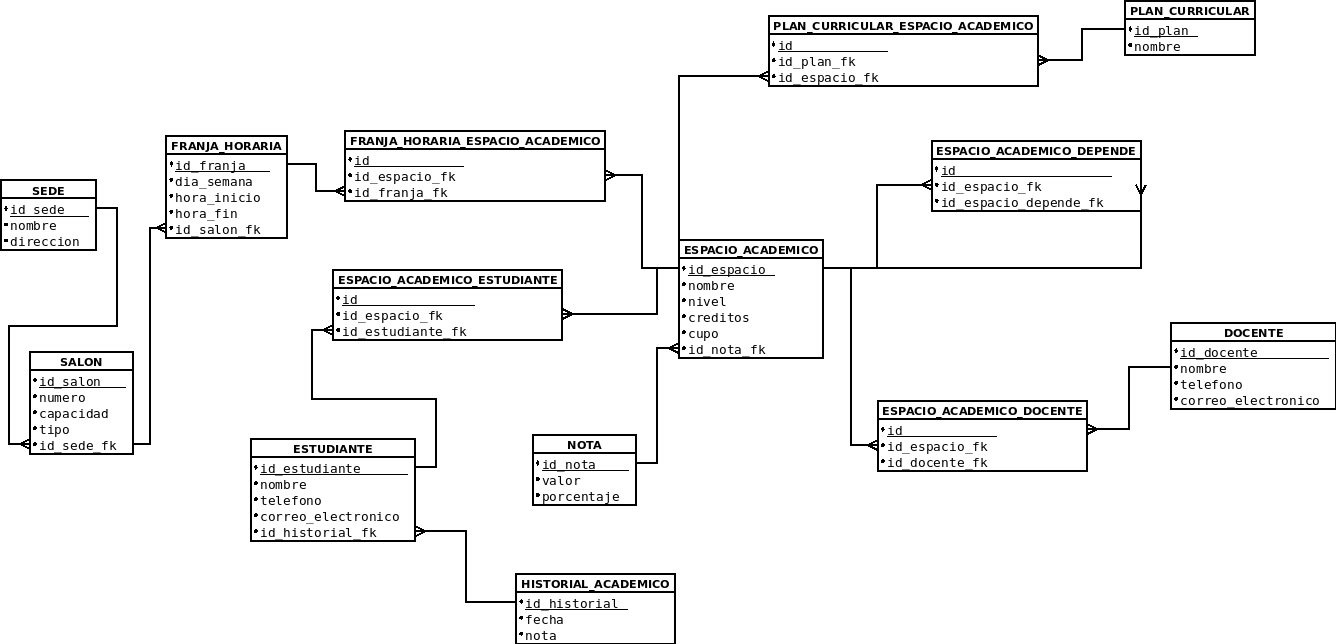 PLAN_CURRICULAR
id_plan
nombre
PLAN_CURRICULAR_ESPACIO_ACADEMICO
id
id_plan_fk
id_espacio_fk
FRANJA_HORARIA
id_franja
dia_semana
hora_inicio
hora_fin
id_salon_fk
FRANJA_HORARIA_ESPACIO_ACADEMICO
id
id_espacio_fk
id_franja_fk
ESPACIO_ACADEMICO_DEPENDE
id
id_espacio_fk
id_espacio_depende_fk
SEDE
id_sede
nombre
direccion
ESPACIO_ACADEMICO
id_espacio
nombre
nivel
creditos
cupo
id_nota_fk
ESPACIO_ACADEMICO_ESTUDIANTE
id
id_espacio_fk
id_estudiante_fk
DOCENTE
id_docente
nombre
telefono
correo_electronico
SALON
id_salon
numero
capacidad
tipo
id_sede_fk
ESPACIO_ACADEMICO_DOCENTE
id
id_espacio_fk
id_docente_fk
ESTUDIANTE
id_estudiante
nombre
telefono
correo_electronico
id_historial_fk
NOTA
id_nota
valor
porcentaje
HISTORIAL_ACADEMICO
id_historial
fecha
nota